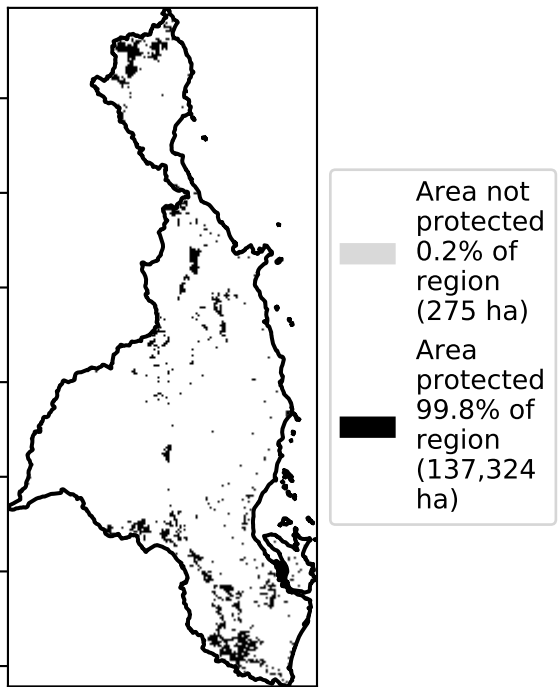 Area not
protected
0.2% of
region
(275 ha)
Area
protected
99.8% of
region
(137,324
ha)